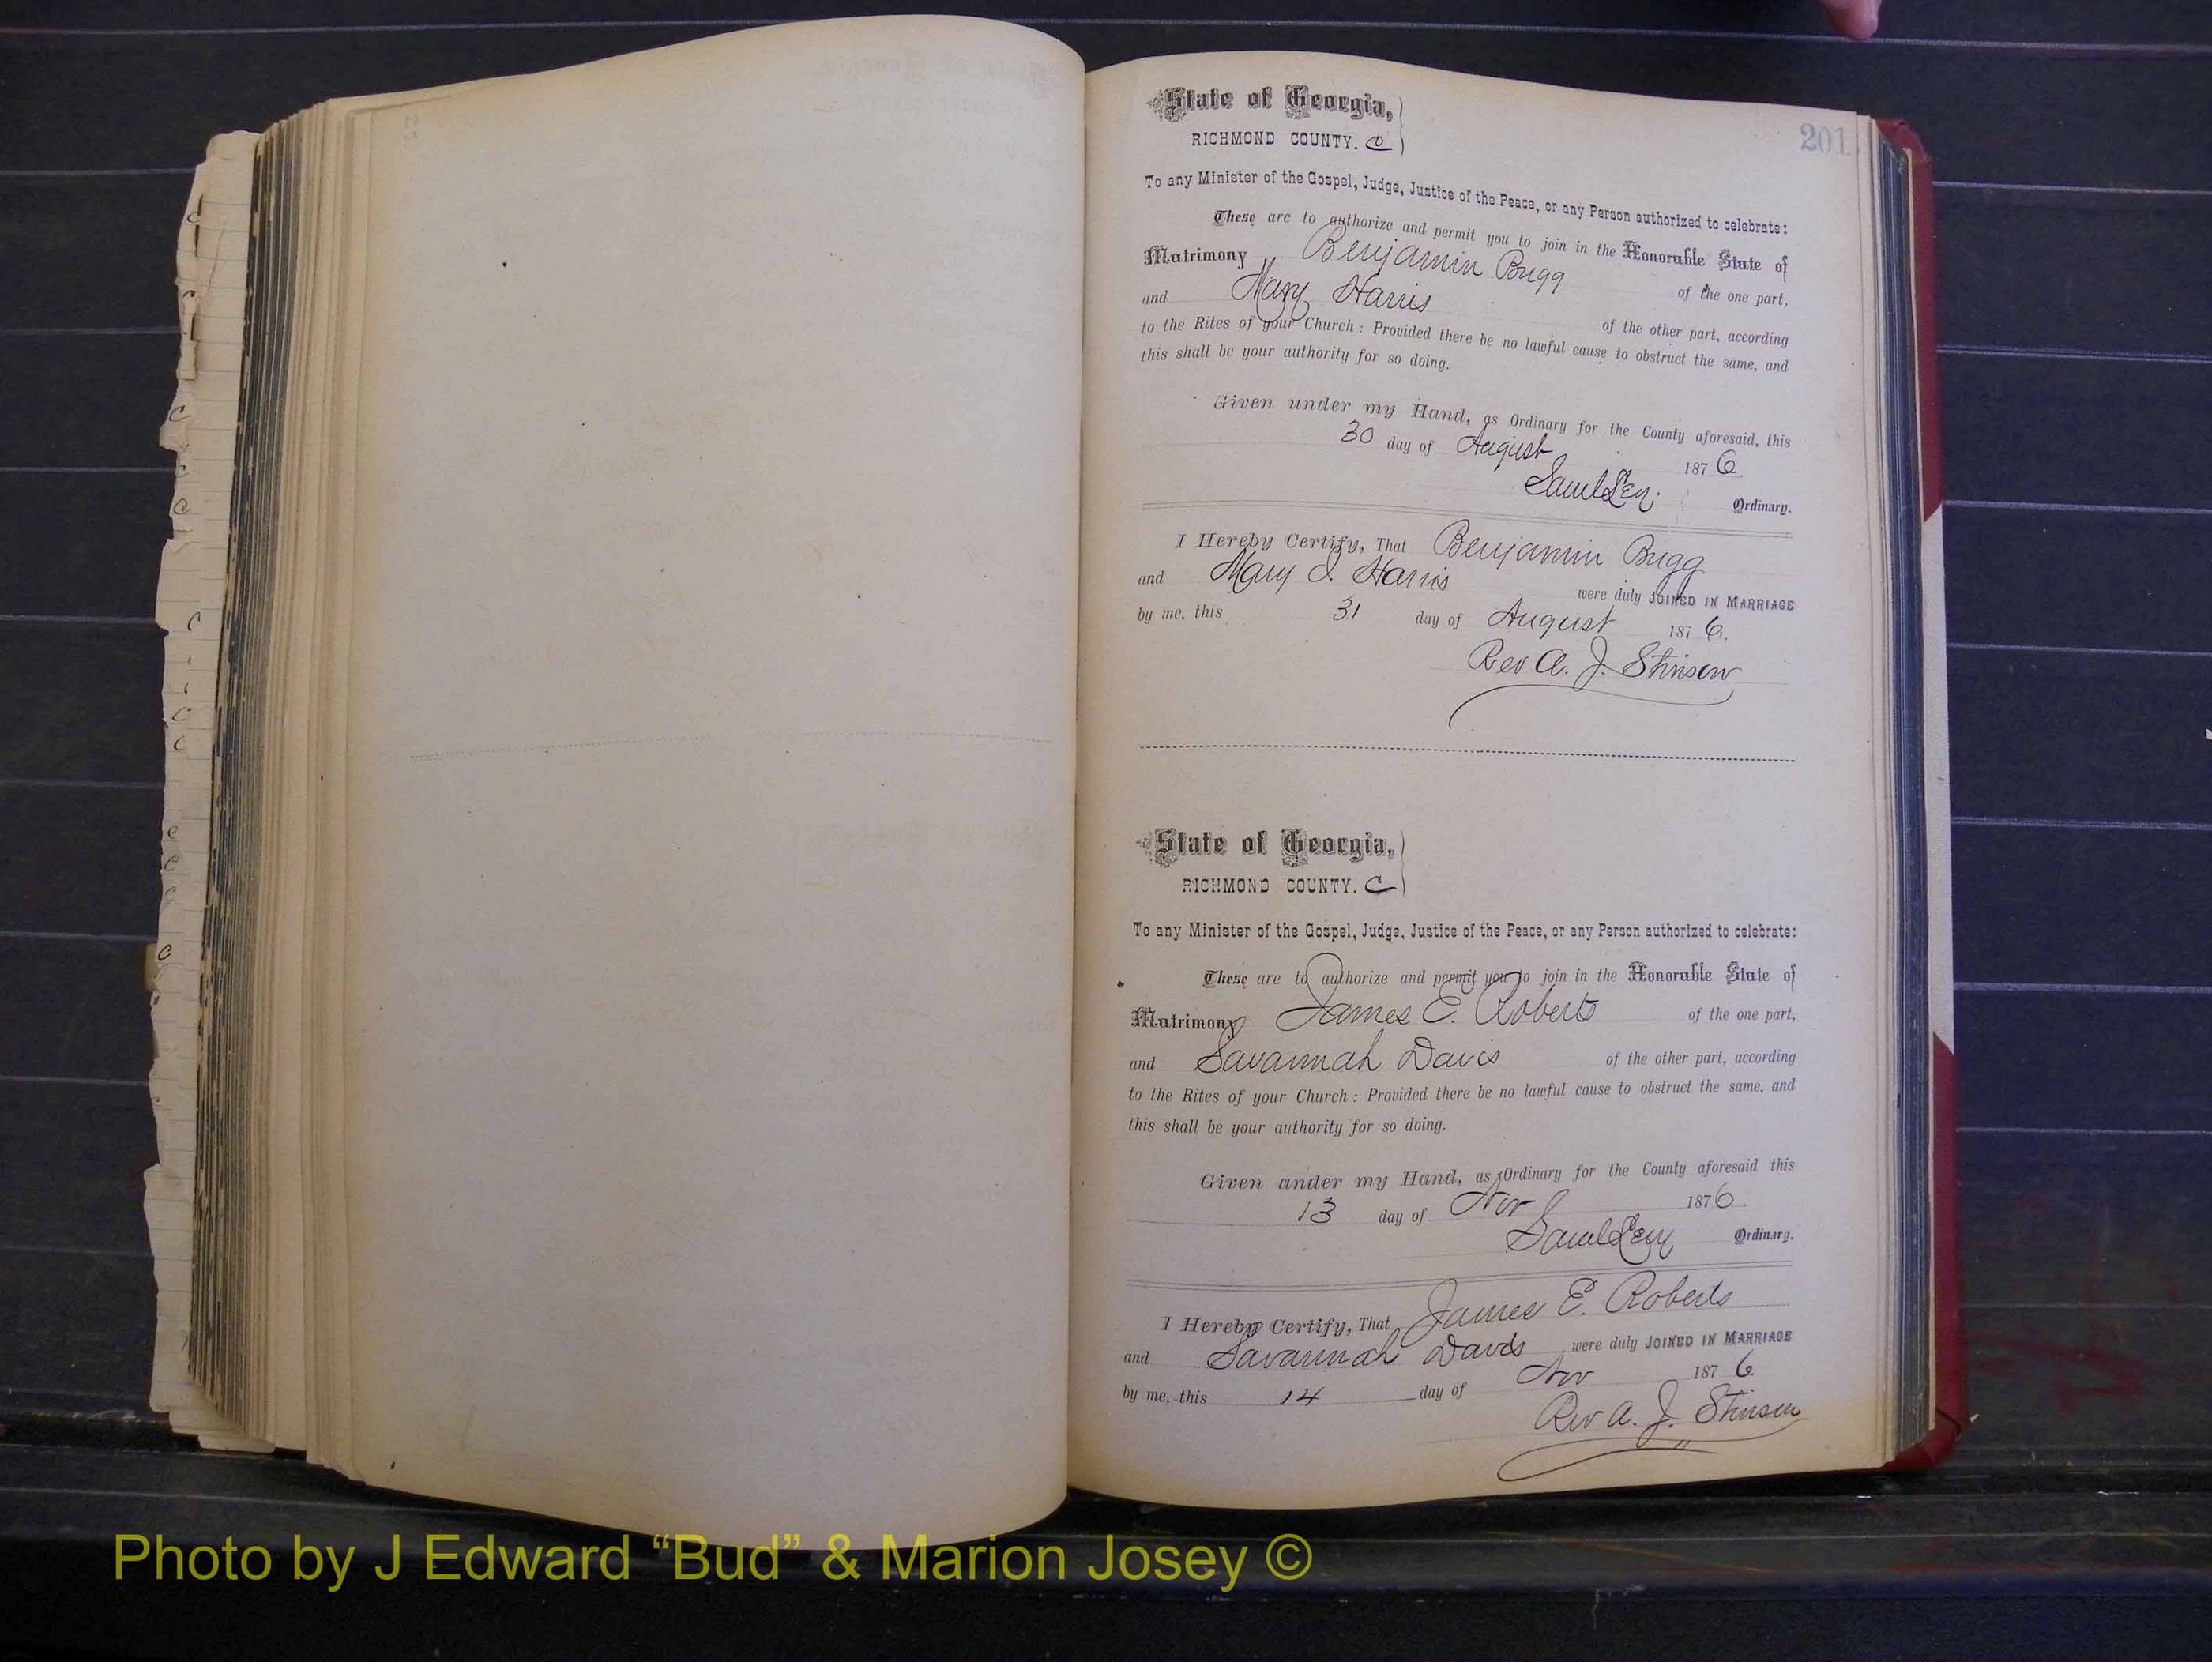 201
State of Georgia,
RICHMOND COUNTY. C
To any Minister of the Gospel, Judge, Justice of the Peace, or any Person authorized to celebrate:
These are to authorize and permit you to join in the Honorable State of
Matrimony Benjamin Bugg of the one part,
and Mary Harris of the other part, according
to the Rites of your Church: Provided there be no lawful cause to obstruct the same, and
this shall be your authority for so doing.
Given under my Hand, as Ordinary for the County aforesaid, this
30 day of August 1876
Saml Levy Ordinary.
I Hereby Certify, That Benjamin Bugg
and Mary J Harris were duly JOINED IN MARRIAGE
by me, this 31 day of August 1876.
Rev A. J. Stinson
State of Georgia,
RICHMOND COUNTY. C
To any Minister of the Gospel, Judge, Justice of the Peace, or any Person authorized to celebrate:
These are to authorize and permit you to join in the Honorable State of
Matrimony James E. Roberts of the one part,
and Savannah Davis of the other part, according
to the Rites of your Church: Provided there be no lawful cause to obstruct the same, and
this shall be your authority for so doing.
Given under my Hand, as Ordinary for the County aforesaid this
13 day of Nov 1876.
Saml Levy Ordinary.
I Hereby Certify, That James E. Roberts
and Savannah Davis were duly JOINED IN MARRIAGE
by me, this 14 day of Nov 1876.
Rev A. J. Stinson
Photo by J Edward “Bud” & Marion Josey ©